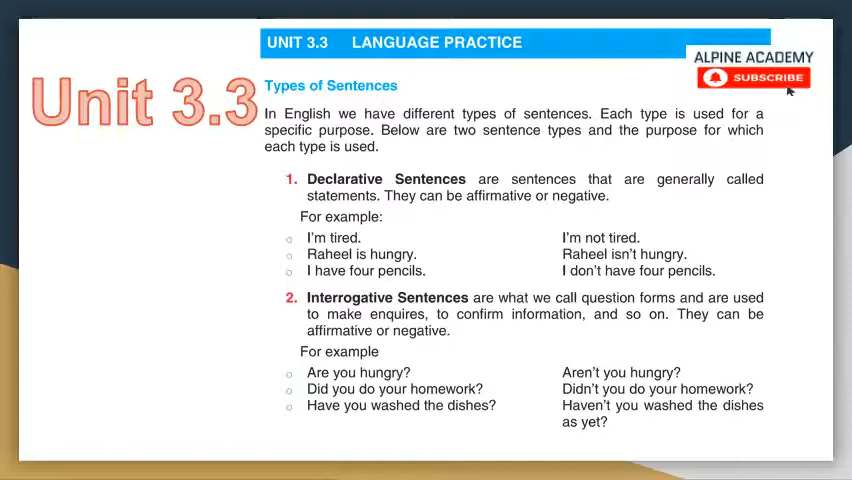 UNIT 3.3 LANGUAGE PRACTICE
ALPINE ACADEMY
SUBSCRIBE
Unit 3.3
Types of Sentences
In English we have different types of sentences. Each type is used for a
specific purpose. Below are two sentence types and the purpose for which
each type is used.
1. Declarative Sentences are sentences that are generally called
statements. They can be affirmative or negative.
For example:
○ I'm tired. I'm not tired.
○ Raheel is hungry. Raheel isn't hungry.
○ I have four pencils. I don't have four pencils.
2. Interrogative Sentences are what we call question forms and are used
to make enquires, to confirm information, and so on. They can be
affirmative or negative.
For example
○ Are you hungry? Aren't you hungry?
○ Did you do your homework? Didn't you do your homework?
○ Have you washed the dishes? Haven't you washed the dishes
as yet?